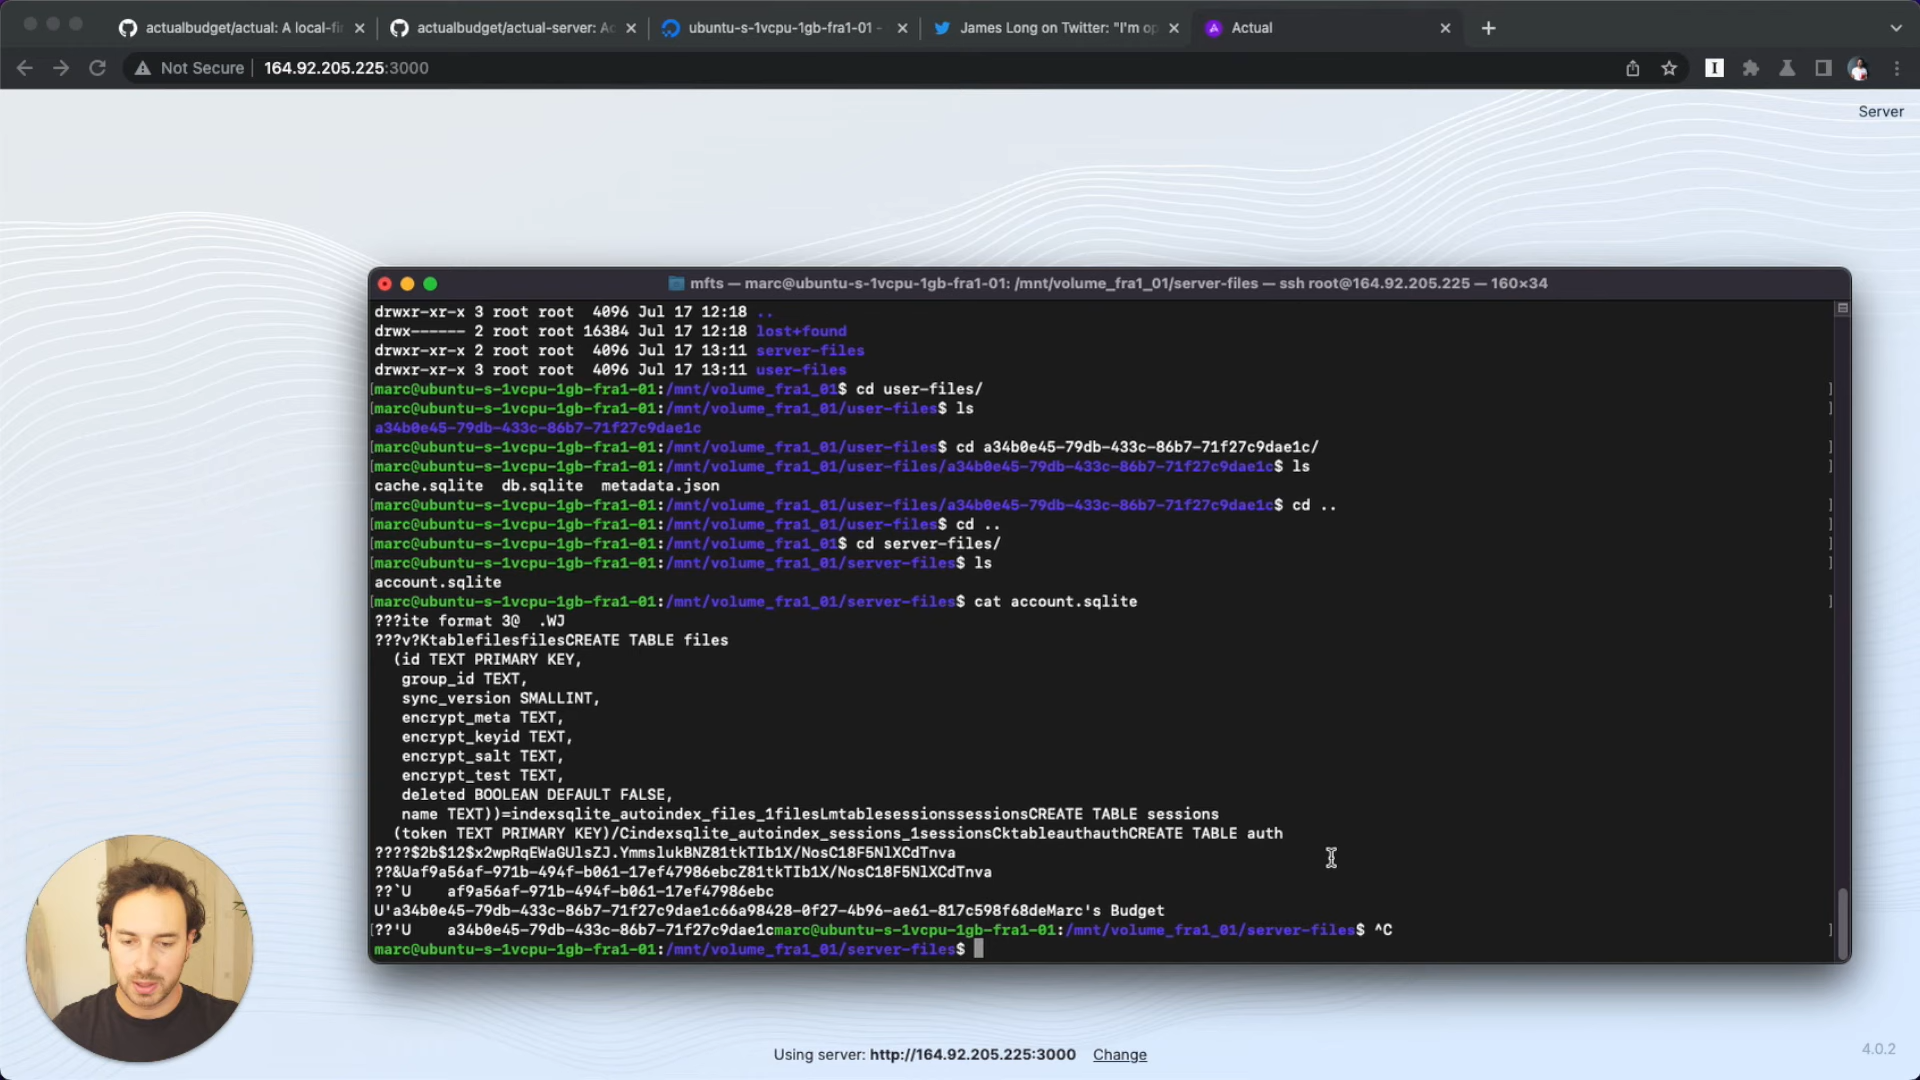 actualbudget/actual: A local-fi
actualbudget/actual-server: Ac
ubuntu-s-1vcpu-1gb-fra1-01 -
James Long on Twitter: "I'm op
Actual
Not Secure
164.92.205.225:3000
Server
mfts — marc@ubuntu-s-1vcpu-1gb-fra1-01: /mnt/volume_fra1_01/server-files — ssh root@164.92.205.225 — 160×34
drwxr-xr-x 3 root root  4096 Jul 17 12:18 ..
drwx------ 2 root root 16384 Jul 17 12:18 lost+found
drwxr-xr-x 2 root root  4096 Jul 17 13:11 server-files
drwxr-xr-x 3 root root  4096 Jul 17 13:11 user-files
[marc@ubuntu-s-1vcpu-1gb-fra1-01:/mnt/volume_fra1_01$ cd user-files/ ]
[marc@ubuntu-s-1vcpu-1gb-fra1-01:/mnt/volume_fra1_01/user-files$ ls ]
a34b0e45-79db-433c-86b7-71f27c9dae1c
[marc@ubuntu-s-1vcpu-1gb-fra1-01:/mnt/volume_fra1_01/user-files$ cd a34b0e45-79db-433c-86b7-71f27c9dae1c/ ]
[marc@ubuntu-s-1vcpu-1gb-fra1-01:/mnt/volume_fra1_01/user-files/a34b0e45-79db-433c-86b7-71f27c9dae1c$ ls ]
cache.sqlite  db.sqlite  metadata.json
[marc@ubuntu-s-1vcpu-1gb-fra1-01:/mnt/volume_fra1_01/user-files/a34b0e45-79db-433c-86b7-71f27c9dae1c$ cd .. ]
[marc@ubuntu-s-1vcpu-1gb-fra1-01:/mnt/volume_fra1_01/user-files$ cd .. ]
[marc@ubuntu-s-1vcpu-1gb-fra1-01:/mnt/volume_fra1_01$ cd server-files/ ]
[marc@ubuntu-s-1vcpu-1gb-fra1-01:/mnt/volume_fra1_01/server-files$ ls ]
account.sqlite
[marc@ubuntu-s-1vcpu-1gb-fra1-01:/mnt/volume_fra1_01/server-files$ cat account.sqlite ]
???ite format 3@  .WJ
???v?KtablefilesfilesCREATE TABLE files
(id TEXT PRIMARY KEY,
group_id TEXT,
sync_version SMALLINT,
encrypt_meta TEXT,
encrypt_keyid TEXT,
encrypt_salt TEXT,
encrypt_test TEXT,
deleted BOOLEAN DEFAULT FALSE,
name TEXT))=indexsqlite_autoindex_files_1filesLmtablesessionssessionsCREATE TABLE sessions
(token TEXT PRIMARY KEY)/Cindexsqlite_autoindex_sessions_1sessionsCktableauthauthCREATE TABLE auth
????$2b$12$x2wpRqEWaGUlsZJ.YmmslukBNZ81tkTIb1X/NosC18F5NlXCdTnva
??&Uaf9a56af-971b-494f-b061-17ef47986ebcZ81tkTIb1X/NosC18F5NlXCdTnva
??`U    af9a56af-971b-494f-b061-17ef47986ebc
U'a34b0e45-79db-433c-86b7-71f27c9dae1c66a98428-0f27-4b96-ae61-817c598f68deMarc's Budget
[??'U    a34b0e45-79db-433c-86b7-71f27c9dae1cmarc@ubuntu-s-1vcpu-1gb-fra1-01:/mnt/volume_fra1_01/server-files$ ^C ]
marc@ubuntu-s-1vcpu-1gb-fra1-01:/mnt/volume_fra1_01/server-files$
Using server: http://164.92.205.225:3000 Change
4.0.2